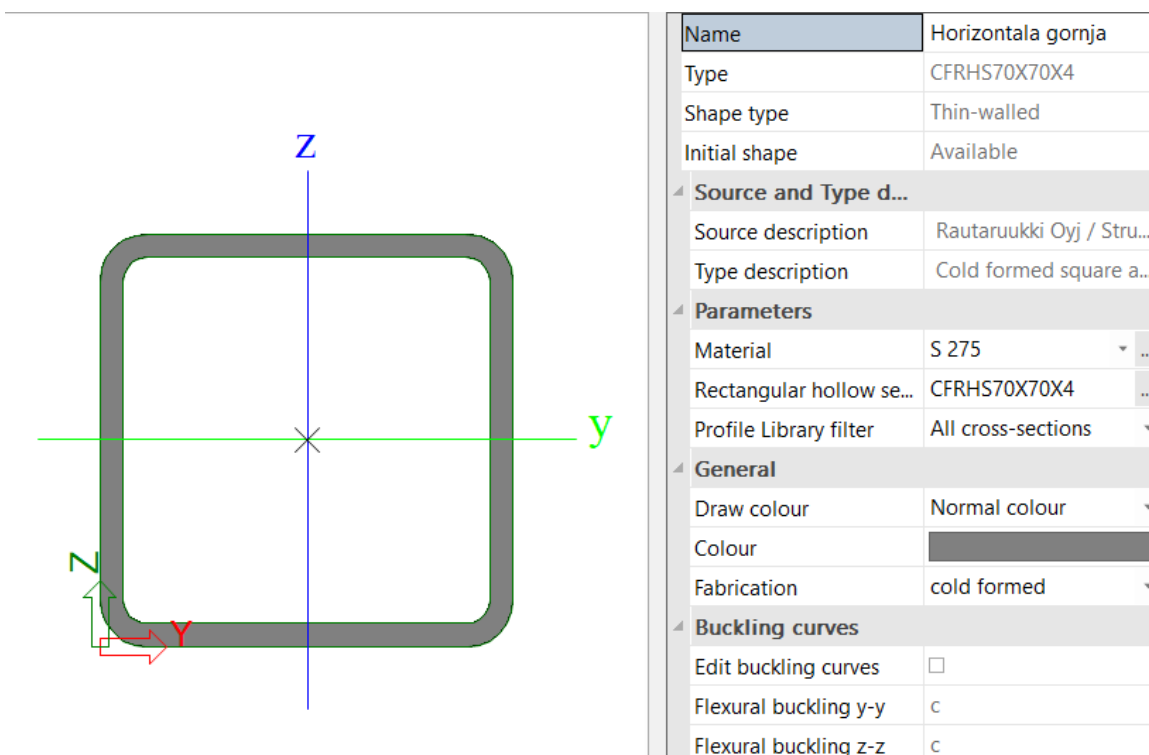 z
y
Z
Y
Name Horizontala gornja
Type CFRHS70X70X4
Shape type Thin-walled
Initial shape Available
Source and Type d...
Source description Rautaruukki Oyj / Stru...
Type description Cold formed square a...
Parameters
Material S 275 ...
Rectangular hollow se... CFRHS70X70X4 ...
Profile Library filter All cross-sections
General
Draw colour Normal colour
Colour
Fabrication cold formed
Buckling curves
Edit buckling curves
Flexural buckling y-y c
Flexural buckling z-z c